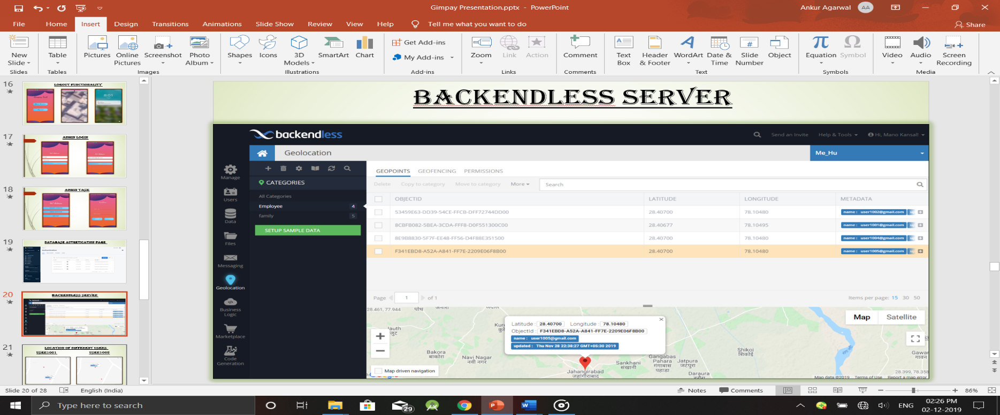 Gimpay Presentation.pptx - PowerPoint
Ankur Agarwal AA
File Home Insert Design Transitions Animations Slide Show Review View Help Tell me what you want to do Share
New Slide
Table
Pictures
Online Pictures
Screenshot
Photo Album
Shapes
Icons
3D Models
SmartArt
Chart
Get Add-ins
My Add-ins
Zoom
Link
Action
Comment
Text Box
Header & Footer
WordArt
Date & Time
Slide Number
Object
Equation
Symbol
Video
Audio
Screen Recording
Slides Tables Images Illustrations Add-ins Links Comments Text Symbols Media
16
LOGOUT FUNCTIONALITY
8:01
17
ADMIN LOGIN
18
ADMIN TASK
19
DATABASE AUTHETICATION PAGE
20
BACKENDLESS SERVER
21
LOCATION OF DIFFERENT USERS
USER1001 USER1002
BACKENDLESS SERVER
backendless
Send an Invite Help & Tools Hi, Mano Kansal!
Geolocation Me_Hu
Manage
Users
Data
Files
Messaging
Geolocation
Business Logic
Marketplace
Code Generation
CATEGORIES
All Categories
Employee 4
family 5
SETUP SAMPLE DATA
GEOPOINTS GEOFENCING PERMISSIONS
Delete Copy to category Move to category More Search
OBJECTID LATITUDE LONGITUDE METADATA
53459E63-DD39-54CE-FFCB-DFF72744DD00 28.40700 78.10480 name : user1002@gmail.com
8CBFB082-5BEA-3CDA-FFF8-D0F551300C00 28.40677 78.10495 name : user1001@gmail.com
8E9B8830-5F7F-EE48-FF56-D4F88E351500 28.40700 78.10480 name : user1004@gmail.com
F341EBD8-A52A-A841-FF7E-2209E06F8B00 28.40700 78.10480 name : user1005@gmail.com
Page 1 of 1 Items per page: 15 30 50
28.461, 77.944
Map Satellite
Latitude : 28.40700 Longitude : 78.10480
ObjectId : F341EBD8-A52A-A841-FF7E-2209E06F8B00
name : user1005@gmail.com
updated : Thu Nov 28 22:38:27 GMT+05:30 2019
Bakora
बाकोरा
Navi Nagar
नवी नगर
Sankhani
संखानी
Gangabas Pahara
गंगाबास पहाडा
Jatpura
जटपुरा
Shikoi
शिकोई
Gawan
गावान
Daraura
Jahangirabad
जहांगीराबाद
Map driven navigation
28.399, 78.358
Map data ©2019 Terms of Use Report a map error
Slide 20 of 28 English (India) Notes Comments 86%
Type here to search
29
ENG
02:26 PM
02-12-2019